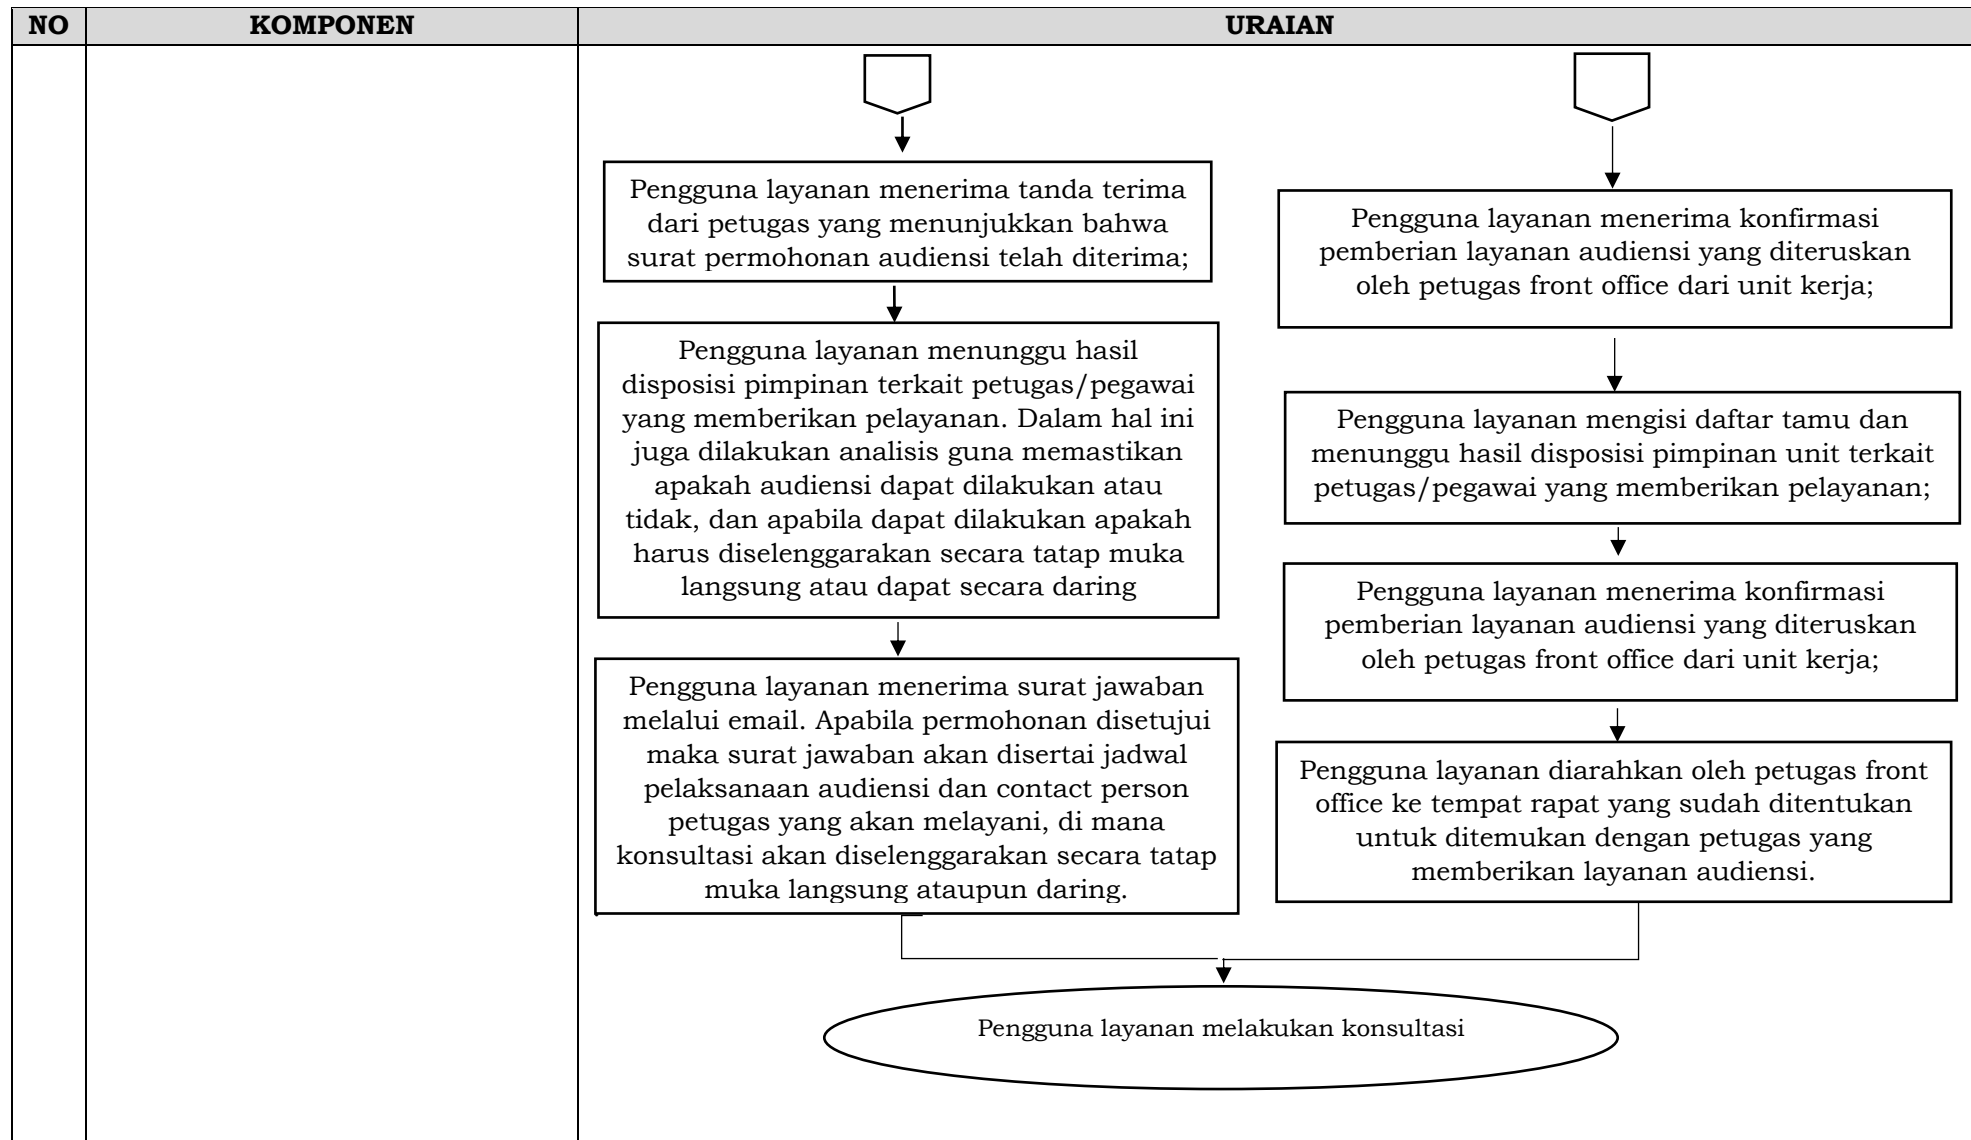 NO KOMPONEN URAIAN
Pengguna layanan menerima tanda terima
dari petugas yang menunjukkan bahwa
surat permohonan audiensi telah diterima;
Pengguna layanan menunggu hasil
disposisi pimpinan terkait petugas/pegawai
yang memberikan pelayanan. Dalam hal ini
juga dilakukan analisis guna memastikan
apakah audiensi dapat dilakukan atau
tidak, dan apabila dapat dilakukan apakah
harus diselenggarakan secara tatap muka
langsung atau dapat secara daring
Pengguna layanan menerima surat jawaban
melalui email. Apabila permohonan disetujui
maka surat jawaban akan disertai jadwal
pelaksanaan audiensi dan contact person
petugas yang akan melayani, di mana
konsultasi akan diselenggarakan secara tatap
muka langsung ataupun daring.
Pengguna layanan menerima konfirmasi
pemberian layanan audiensi yang diteruskan
oleh petugas front office dari unit kerja;
Pengguna layanan mengisi daftar tamu dan
menunggu hasil disposisi pimpinan unit terkait
petugas/pegawai yang memberikan pelayanan;
Pengguna layanan menerima konfirmasi
pemberian layanan audiensi yang diteruskan
oleh petugas front office dari unit kerja;
Pengguna layanan diarahkan oleh petugas front
office ke tempat rapat yang sudah ditentukan
untuk ditemukan dengan petugas yang
memberikan layanan audiensi.
Pengguna layanan melakukan konsultasi